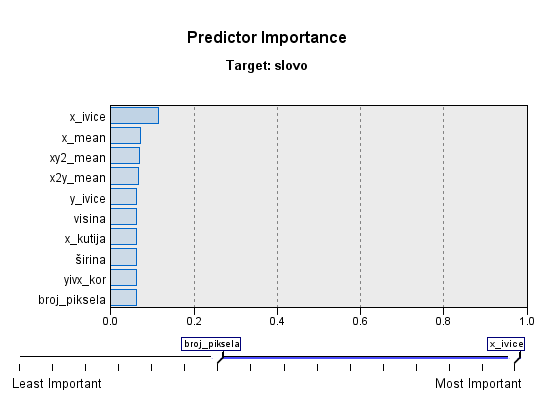 Predictor Importance
Target: slovo
x_ivice
x_mean
xy2_mean
x2y_mean
y_ivice
visina
x_kutija
širina
yivx_kor
broj_piksela
0.0 0.2 0.4 0.6 0.8 1.0
broj_piksela x_ivice
Least Important Most Important